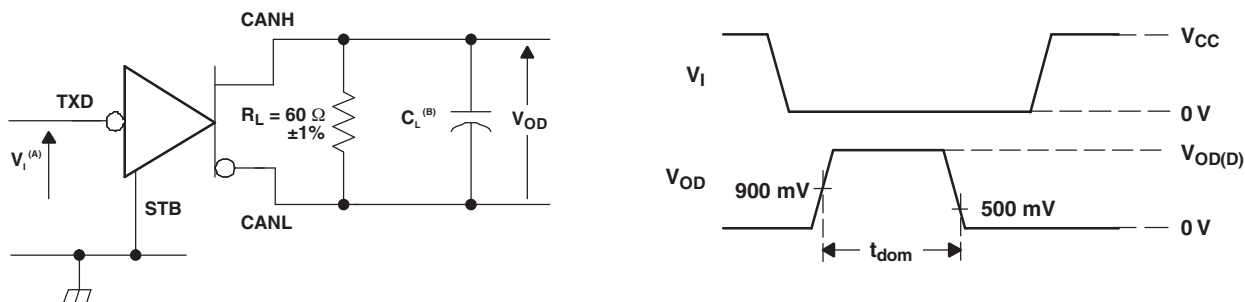 CANH
TXD
R_L = 60 Ω
±1%
C_L (B)
V_OD
V_I (A)
STB
CANL
V_I
V_CC
0 V
V_OD
900 mV
V_OD(D)
500 mV
0 V
t_dom